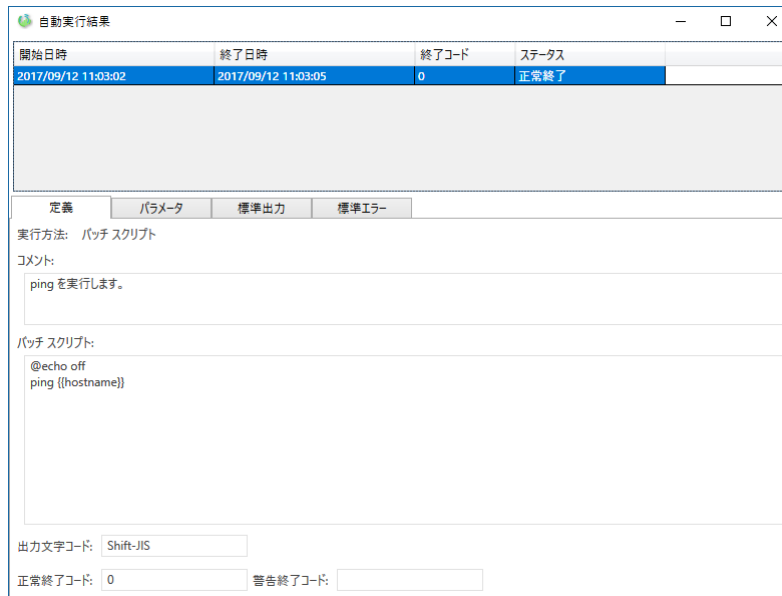 自動実行結果
開始日時 終了日時 終了コード ステータス
2017/09/12 11:03:02 2017/09/12 11:03:05 0 正常終了
定義 パラメータ 標準出力 標準エラー
実行方法: バッチ スクリプト
コメント:
ping を実行します。
バッチ スクリプト:
@echo off
ping {{hostname}}
出力文字コード: Shift-JIS
正常終了コード: 0 警告終了コード: